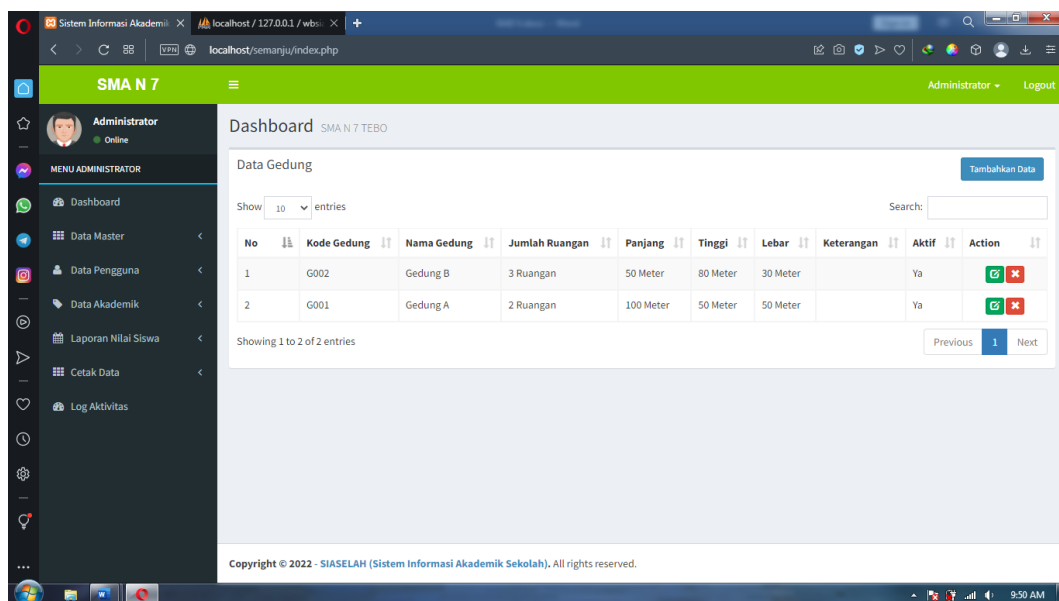 Sistem Informasi Akademi
localhost / 127.0.0.1 / wbsi
VPN localhost/semanju/index.php
SMA N 7
Administrator Logout
Administrator
Online
Dashboard SMA N 7 TEBO
MENU ADMINISTRATOR
Dashboard
Data Master
Data Pengguna
Data Akademik
Laporan Nilai Siswa
Cetak Data
Log Aktivitas
Data Gedung Tambahkan Data
Show 10 entries Search:
No Kode Gedung Nama Gedung Jumlah Ruangan Panjang Tinggi Lebar Keterangan Aktif Action
1 G002 Gedung B 3 Ruangan 50 Meter 80 Meter 30 Meter Ya
2 G001 Gedung A 2 Ruangan 100 Meter 50 Meter 50 Meter Ya
Showing 1 to 2 of 2 entries Previous 1 Next
Copyright © 2022 - SIASELAH (Sistem Informasi Akademik Sekolah). All rights reserved.
9:50 AM